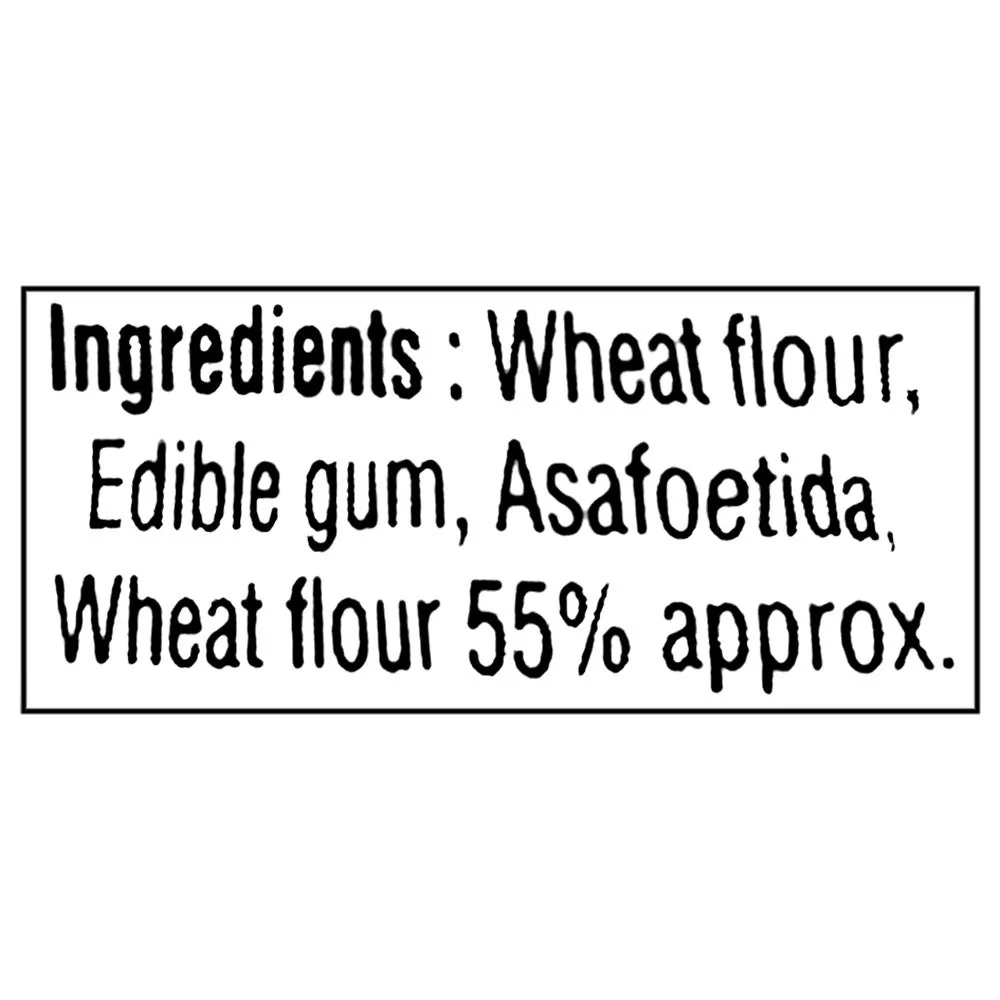 Ingredients : Wheat flour,
Edible gum, Asafoetida,
Wheat flour 55% approx.